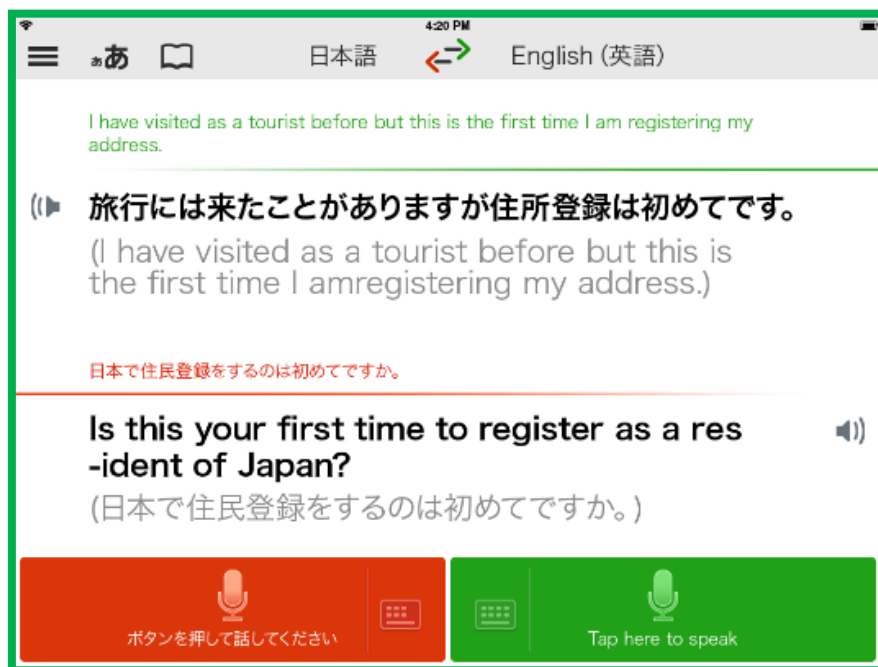 4:20 PM
ああ 日本語 English (英語)
I have visited as a tourist before but this is the first time I am registering my
address.
旅行には来たことがありますが住所登録は初めてです。
(I have visited as a tourist before but this is
the first time I amregistering my address.)
日本で住民登録をするのは初めてですか。
Is this your first time to register as a res
-ident of Japan?
(日本で住民登録をするのは初めてですか。)
ボタンを押して話してください
Tap here to speak